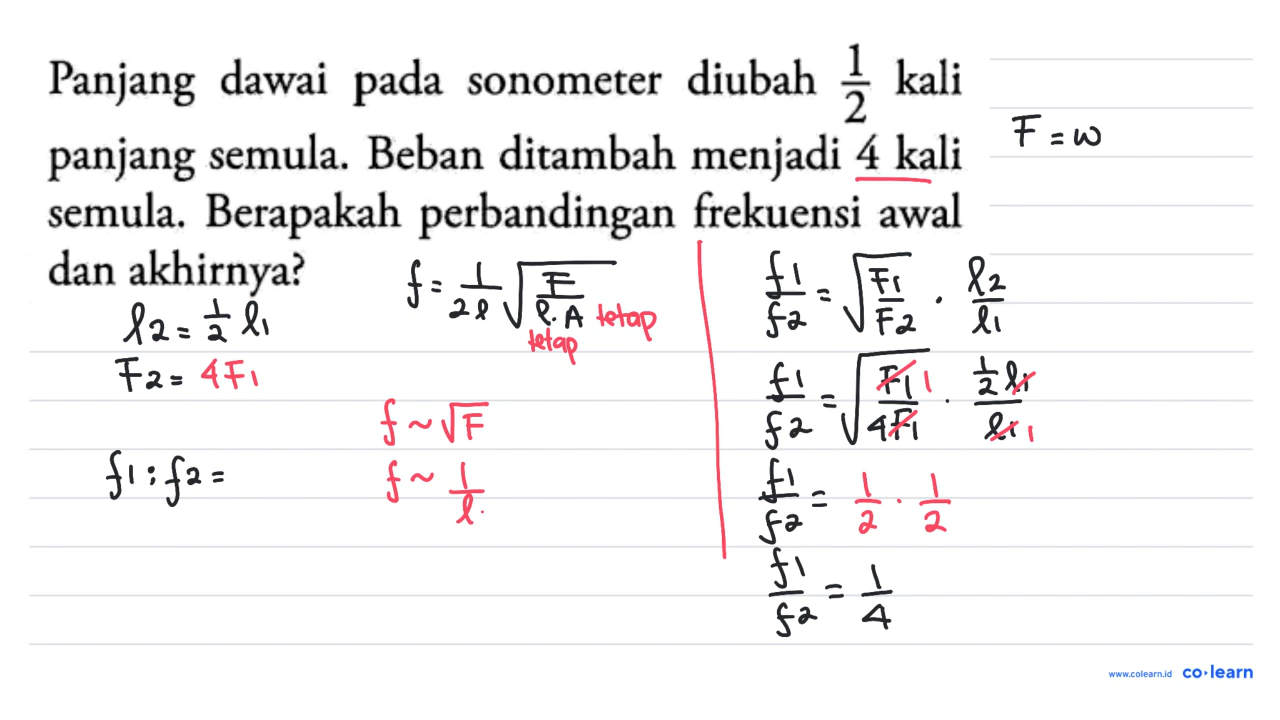 Panjang dawai pada sonometer diubah 1/2 kali
panjang semula. Beban ditambah menjadi 4 kali
semula. Berapakah perbandingan frekuensi awal
dan akhirnya?
F = w
l2 = 1/2 l1
F2 = 4F1
f1 : f2 =
f = 1/2l √F/ρ.A tetap
tetap
f ~ √F
f ~ 1/l
f1/f2 = √F1/F2 . l2/l1
f1/f2 = √F1/4F1 1 . 1/2 l1/l1 1
f1/f2 = 1/2 . 1/2
f1/f2 = 1/4
www.colearn.id co·learn